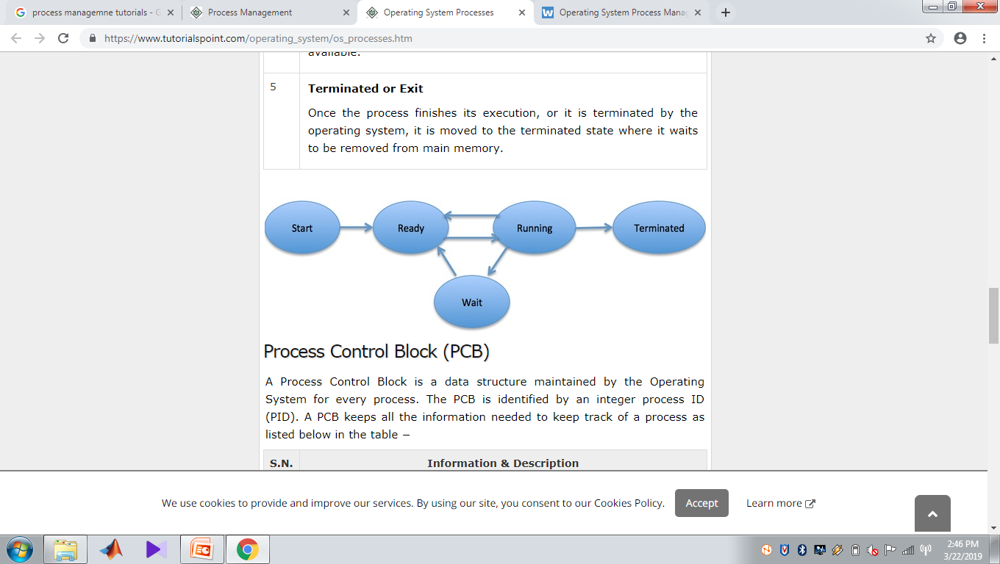 process managemne tutorials - G
Process Management
Operating System Processes
Operating System Process Mana
https://www.tutorialspoint.com/operating_system/os_processes.htm
available.
5
Terminated or Exit
Once the process finishes its execution, or it is terminated by the
operating system, it is moved to the terminated state where it waits
to be removed from main memory.
Start
Ready
Running
Terminated
Wait
Process Control Block (PCB)
A Process Control Block is a data structure maintained by the Operating
System for every process. The PCB is identified by an integer process ID
(PID). A PCB keeps all the information needed to keep track of a process as
listed below in the table −
S.N. Information & Description
We use cookies to provide and improve our services. By using our site, you consent to our Cookies Policy.
Accept
Learn more
2:46 PM
3/22/2019